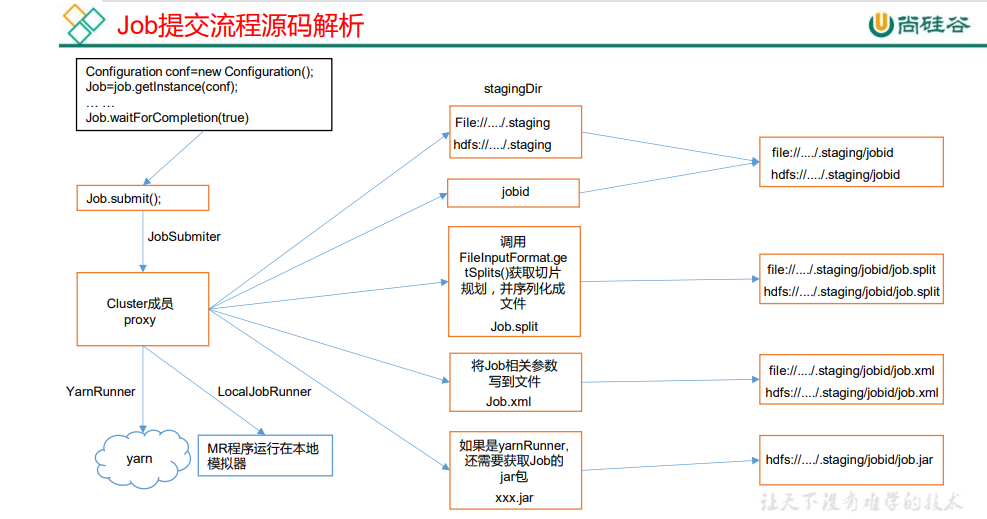 Job提交流程源码解析
尚硅谷
Configuration conf=new Configuration();
Job=job.getInstance(conf);
… …
Job.waitForCompletion(true)
Job.submit();
JobSubmiter
Cluster成员
proxy
YarnRunner
LocalJobRunner
yarn
MR程序运行在本地
模拟器
stagingDir
File://..../.staging
hdfs://..../.staging
jobid
调用
FileInputFormat.ge
tSplits()获取切片
规划，并序列化成
文件
Job.split
将Job相关参数
写到文件
Job.xml
如果是yarnRunner,
还需要获取Job的
jar包
xxx.jar
file://..../.staging/jobid
hdfs://..../.staging/jobid
file://..../.staging/jobid/job.split
hdfs://..../.staging/jobid/job.split
file://..../.staging/jobid/job.xml
hdfs://..../.staging/jobid/job.xml
hdfs://..../.staging/jobid/job.jar
让天下没有难学的技术